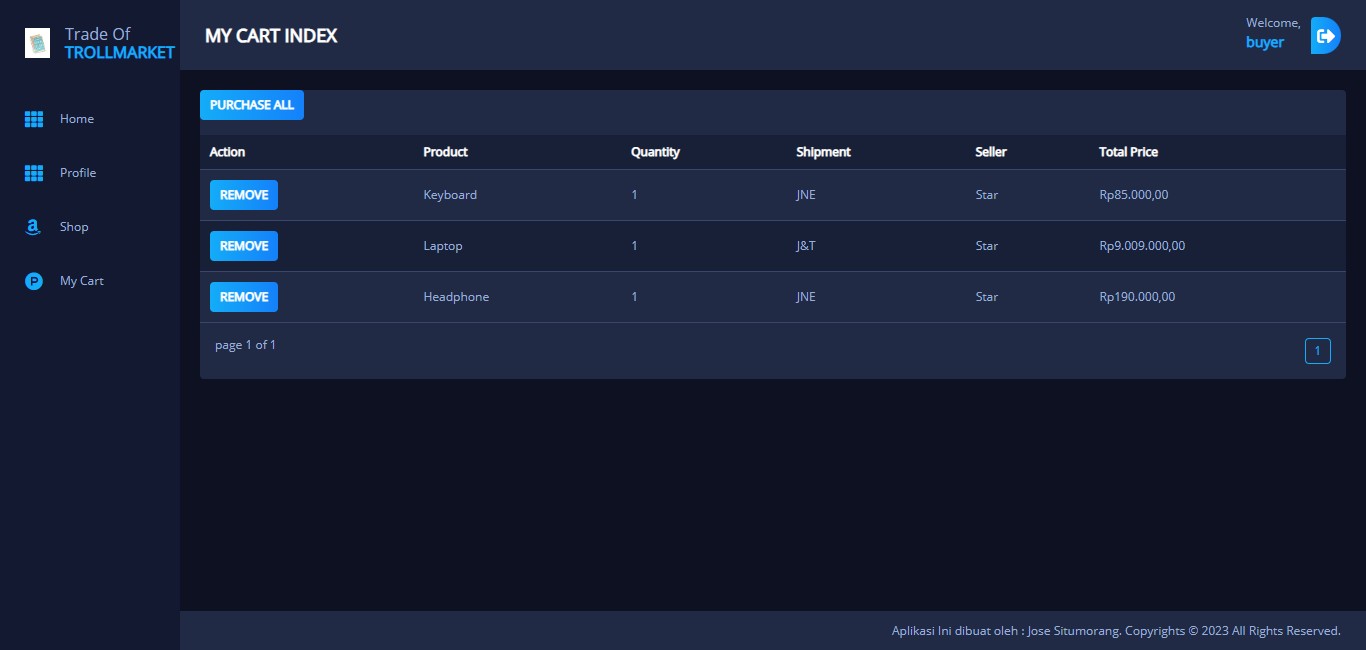 Trade Of
TROLLMARKET
MY CART INDEX
Welcome,
buyer
Home
Profile
Shop
My Cart
PURCHASE ALL
Action Product Quantity Shipment Seller Total Price
REMOVE Keyboard 1 JNE Star Rp85.000,00
REMOVE Laptop 1 J&T Star Rp9.009.000,00
REMOVE Headphone 1 JNE Star Rp190.000,00
page 1 of 1 1
Aplikasi Ini dibuat oleh : Jose Situmorang. Copyrights © 2023 All Rights Reserved.